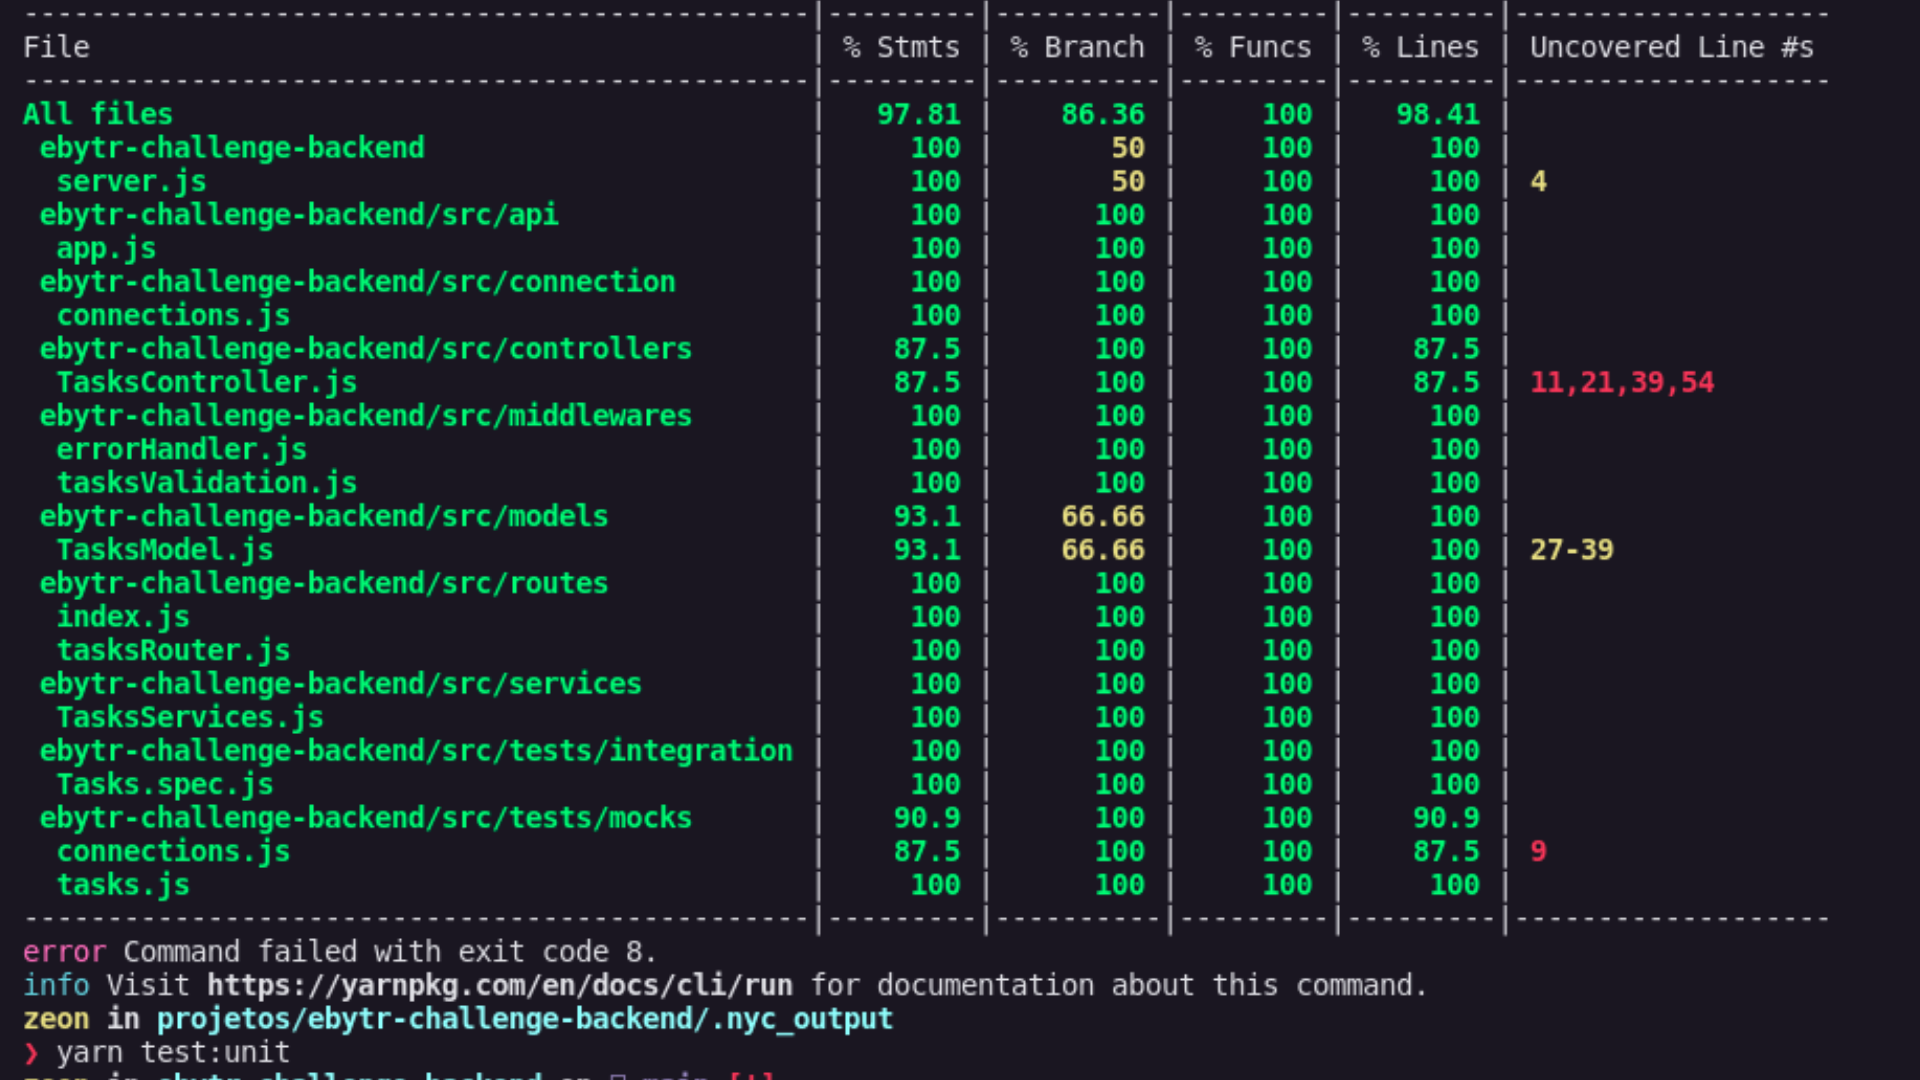 File | % Stmts | % Branch | % Funcs | % Lines | Uncovered Line #s
All files | 97.81 | 86.36 | 100 | 98.41 |
ebytr-challenge-backend | 100 | 50 | 100 | 100 |
server.js | 100 | 50 | 100 | 100 | 4
ebytr-challenge-backend/src/api | 100 | 100 | 100 | 100 |
app.js | 100 | 100 | 100 | 100 |
ebytr-challenge-backend/src/connection | 100 | 100 | 100 | 100 |
connections.js | 100 | 100 | 100 | 100 |
ebytr-challenge-backend/src/controllers | 87.5 | 100 | 100 | 87.5 |
TasksController.js | 87.5 | 100 | 100 | 87.5 | 11,21,39,54
ebytr-challenge-backend/src/middlewares | 100 | 100 | 100 | 100 |
errorHandler.js | 100 | 100 | 100 | 100 |
tasksValidation.js | 100 | 100 | 100 | 100 |
ebytr-challenge-backend/src/models | 93.1 | 66.66 | 100 | 100 |
TasksModel.js | 93.1 | 66.66 | 100 | 100 | 27-39
ebytr-challenge-backend/src/routes | 100 | 100 | 100 | 100 |
index.js | 100 | 100 | 100 | 100 |
tasksRouter.js | 100 | 100 | 100 | 100 |
ebytr-challenge-backend/src/services | 100 | 100 | 100 | 100 |
TasksServices.js | 100 | 100 | 100 | 100 |
ebytr-challenge-backend/src/tests/integration | 100 | 100 | 100 | 100 |
Tasks.spec.js | 100 | 100 | 100 | 100 |
ebytr-challenge-backend/src/tests/mocks | 90.9 | 100 | 100 | 90.9 |
connections.js | 87.5 | 100 | 100 | 87.5 | 9
tasks.js | 100 | 100 | 100 | 100 |
error Command failed with exit code 8.
info Visit https://yarnpkg.com/en/docs/cli/run for documentation about this command.
zeon in projetos/ebytr-challenge-backend/.nyc_output
❯ yarn test:unit
zeon in ebytr-challenge-backend on main [!]